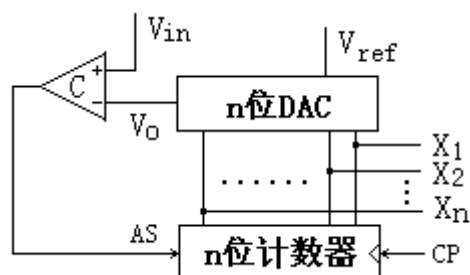 Vin
Vref
+
C
-
Vo
n位DAC
X1
......
X2
⋮
Xn
AS
n位计数器
CP